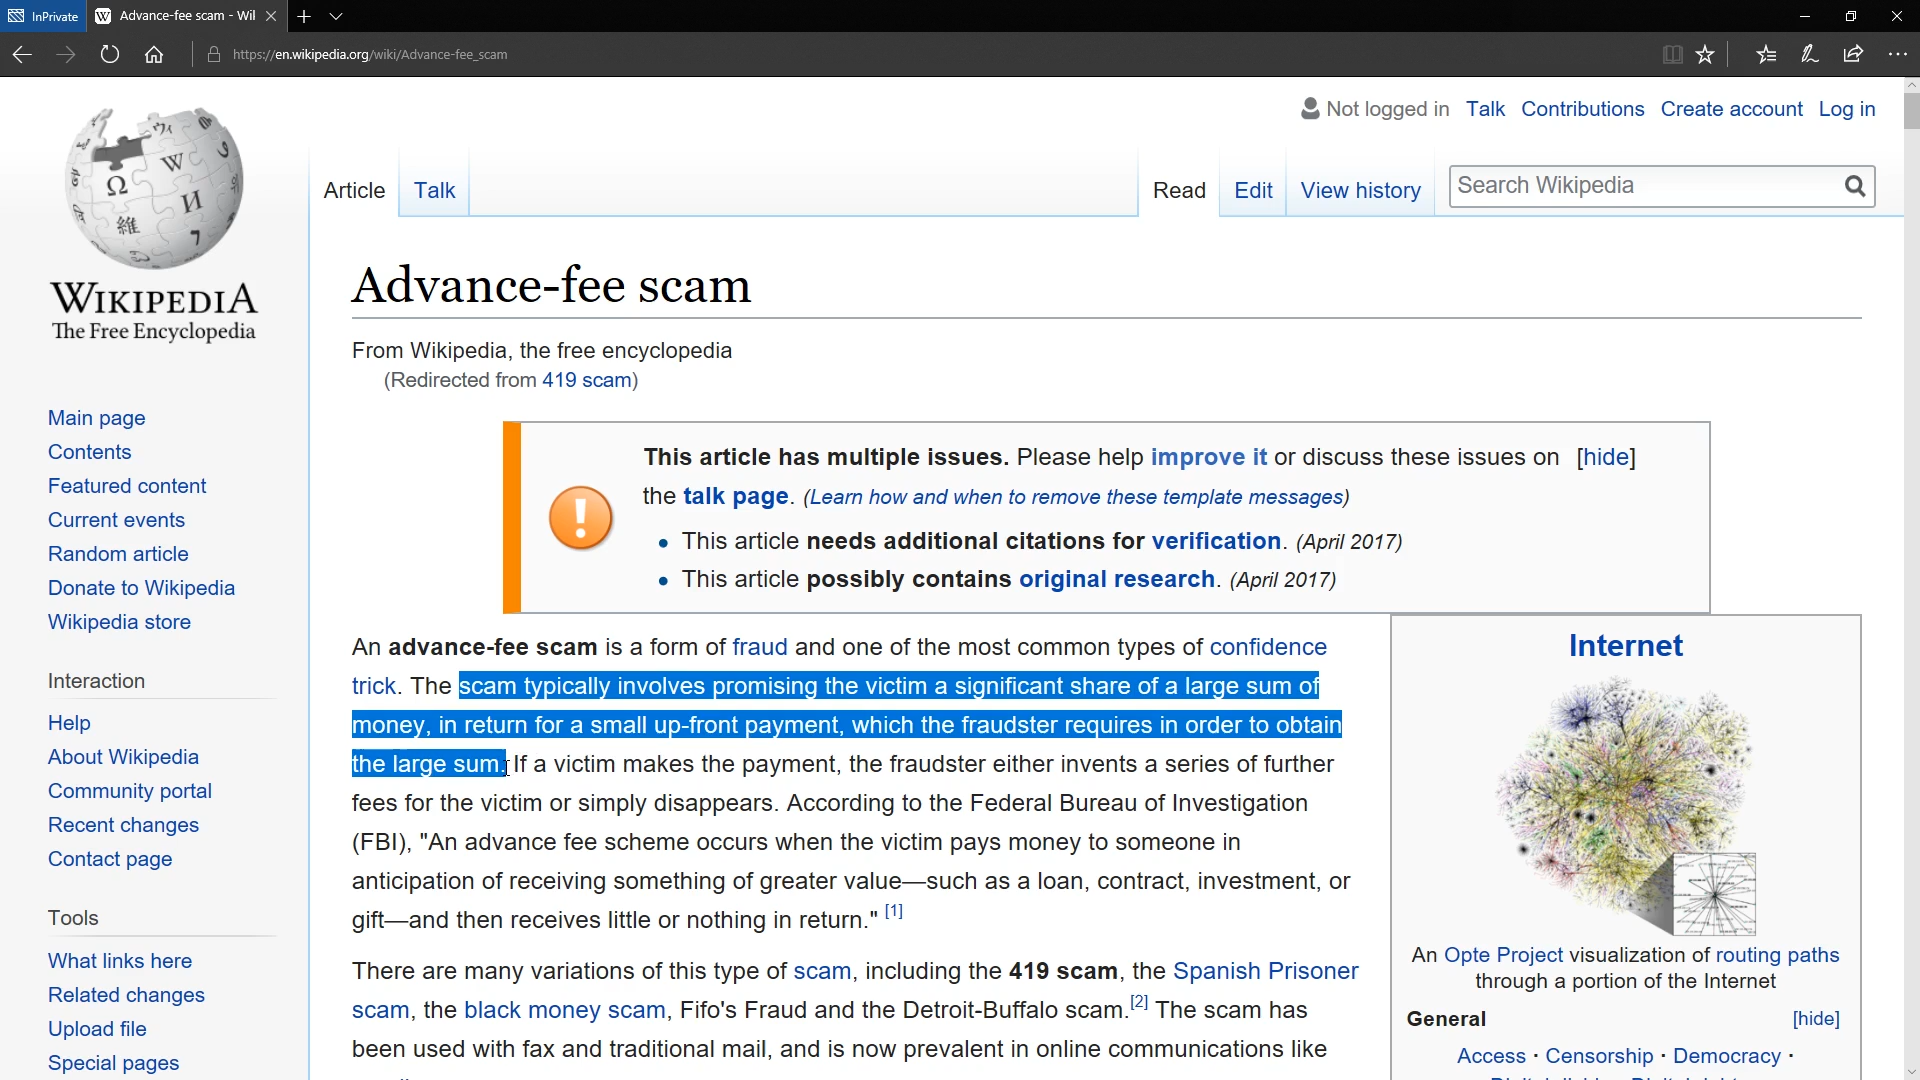 InPrivate
Advance-fee scam - Wil
https://en.wikipedia.org/wiki/Advance-fee_scam
Not logged in Talk Contributions Create account Log in
Article Talk Read Edit View history Search Wikipedia
WIKIPEDIA
The Free Encyclopedia
Main page
Contents
Featured content
Current events
Random article
Donate to Wikipedia
Wikipedia store
Interaction
Help
About Wikipedia
Community portal
Recent changes
Contact page
Tools
What links here
Related changes
Upload file
Special pages
Advance-fee scam
From Wikipedia, the free encyclopedia
(Redirected from 419 scam)
This article has multiple issues. Please help improve it or discuss these issues on [hide]
the talk page. (Learn how and when to remove these template messages)
• This article needs additional citations for verification. (April 2017)
• This article possibly contains original research. (April 2017)
An advance-fee scam is a form of fraud and one of the most common types of confidence
trick. The scam typically involves promising the victim a significant share of a large sum of
money, in return for a small up-front payment, which the fraudster requires in order to obtain
the large sum. If a victim makes the payment, the fraudster either invents a series of further
fees for the victim or simply disappears. According to the Federal Bureau of Investigation
(FBI), "An advance fee scheme occurs when the victim pays money to someone in
anticipation of receiving something of greater value—such as a loan, contract, investment, or
gift—and then receives little or nothing in return." [1]
There are many variations of this type of scam, including the 419 scam, the Spanish Prisoner
scam, the black money scam, Fifo's Fraud and the Detroit-Buffalo scam.[2] The scam has
been used with fax and traditional mail, and is now prevalent in online communications like
Internet
An Opte Project visualization of routing paths
through a portion of the Internet
General [hide]
Access · Censorship · Democracy ·